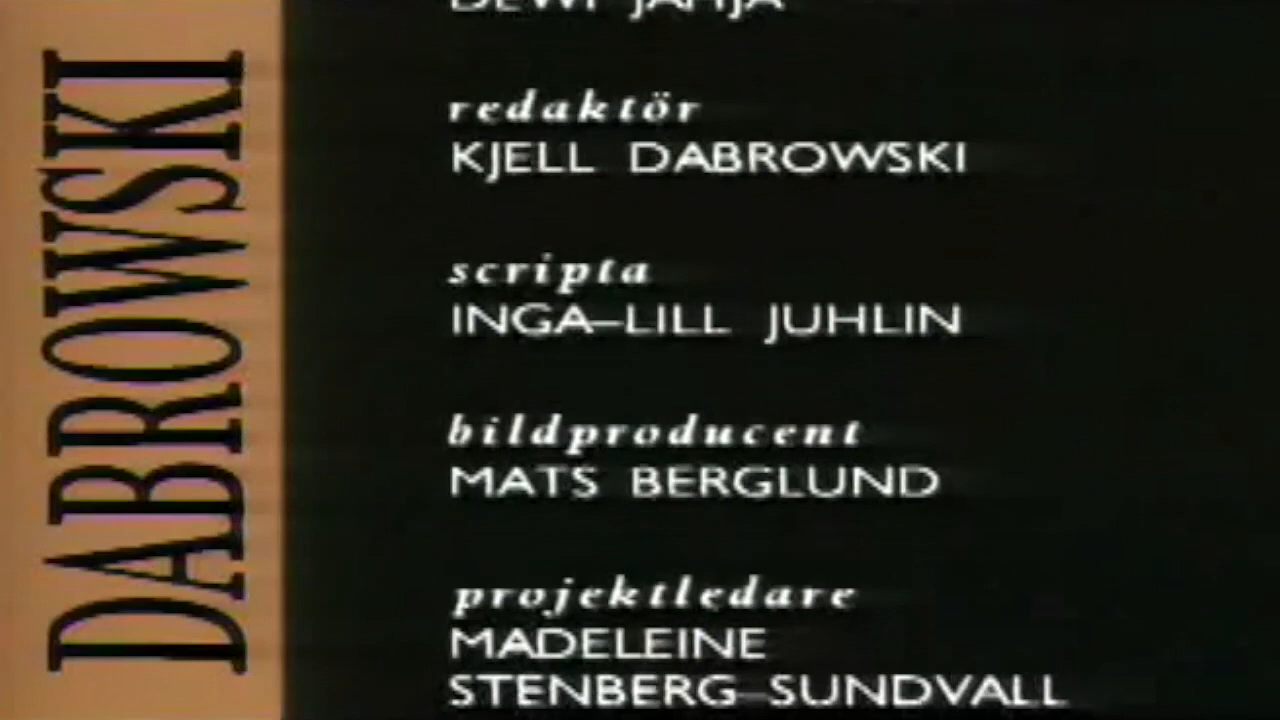 DABROWSKI
redaktör
KJELL DABROWSKI
scripta
INGA–LILL JUHLIN
bildproducent
MATS BERGLUND
projektledare
MADELEINE
STENBERG–SUNDVALL